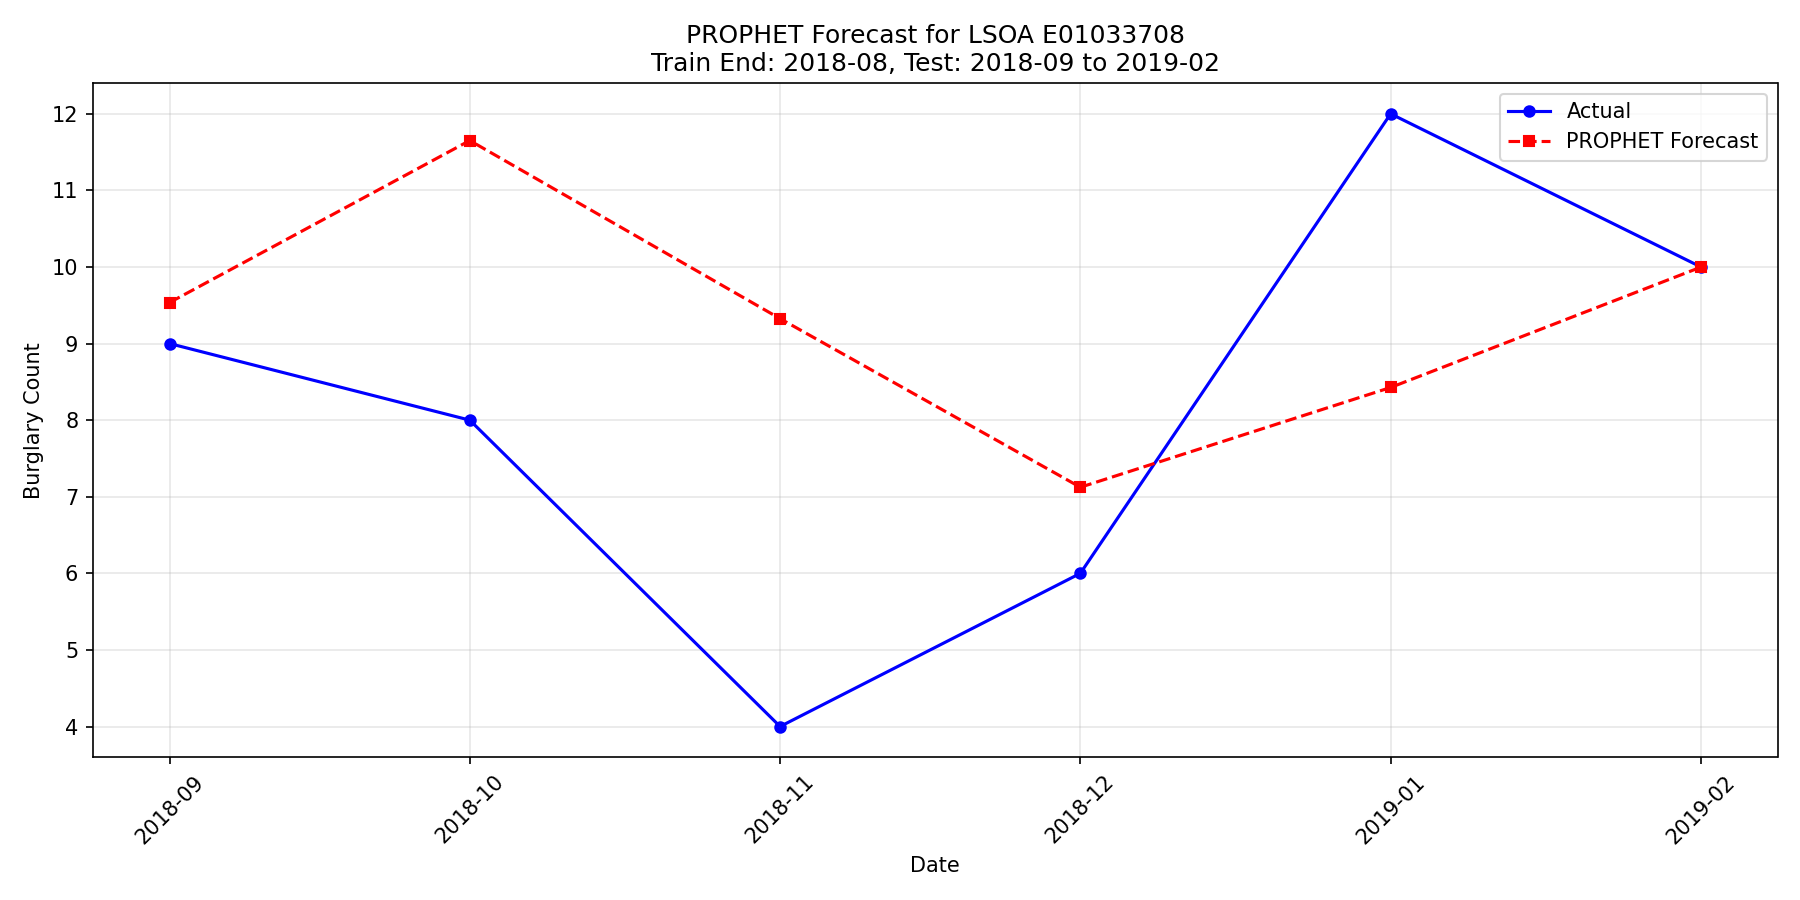 PROPHET Forecast for LSOA E01033708
Train End: 2018-08, Test: 2018-09 to 2019-02
Actual
PROPHET Forecast
Burglary Count
12
11
10
9
8
7
6
5
4
2018-09
2018-10
2018-11
2018-12
2019-01
2019-02
Date